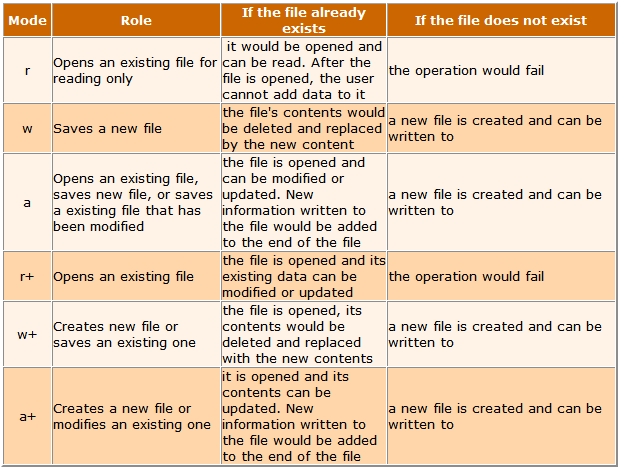 Mode Role If the file already exists If the file does not exist
r
Opens an existing file for
reading only
it would be opened and
can be read. After the
file is opened, the user
cannot add data to it
the operation would fail
w
Saves a new file
the file's contents would
be deleted and replaced
by the new content
a new file is created and can be
written to
a
Opens an existing file,
saves new file, or saves
a existing file that has
been modified
the file is opened and
can be modified or
updated. New
information written to
the file would be added
to the end of the file
a new file is created and can be
written to
r+
Opens an existing file
the file is opened and its
existing data can be
modified or updated
the operation would fail
w+
Creates new file or
saves an existing one
the file is opened, its
contents would be
deleted and replaced
with the new contents
a new file is created and can be
written to
a+
Creates a new file or
modifies an existing one
it is opened and its
contents can be
updated. New
information written to
the file would be added
to the end of the file
a new file is created and can be
written to